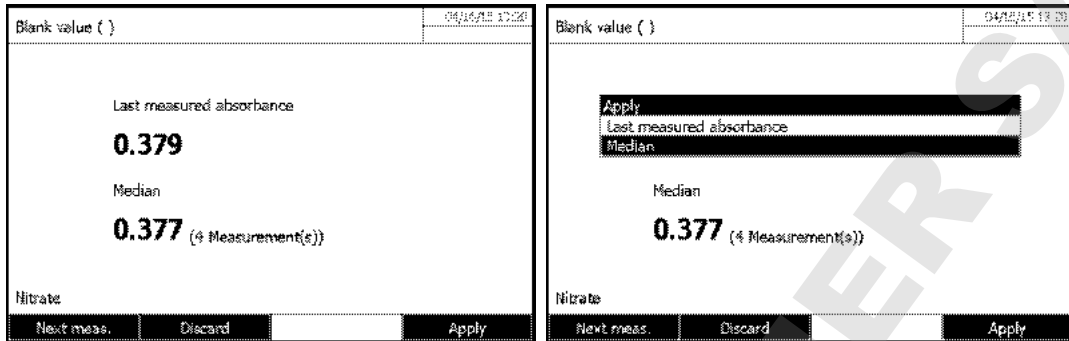 Blank value ( )
Last measured absorbance
0.379
Median
0.377 (4 Measurement(s))
Nitrate
Next meas. Discard Apply
Blank value ( )
Apply
Last measured absorbance
Median
Median
0.377 (4 Measurement(s))
Nitrate
Next meas. Discard Apply